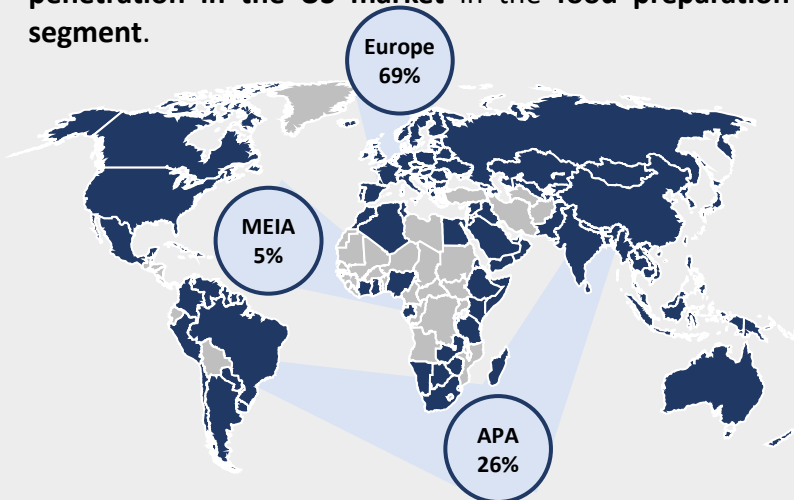 penetration in the US market in the food preparation
segment.
Europe
69%
MEIA
5%
APA
26%